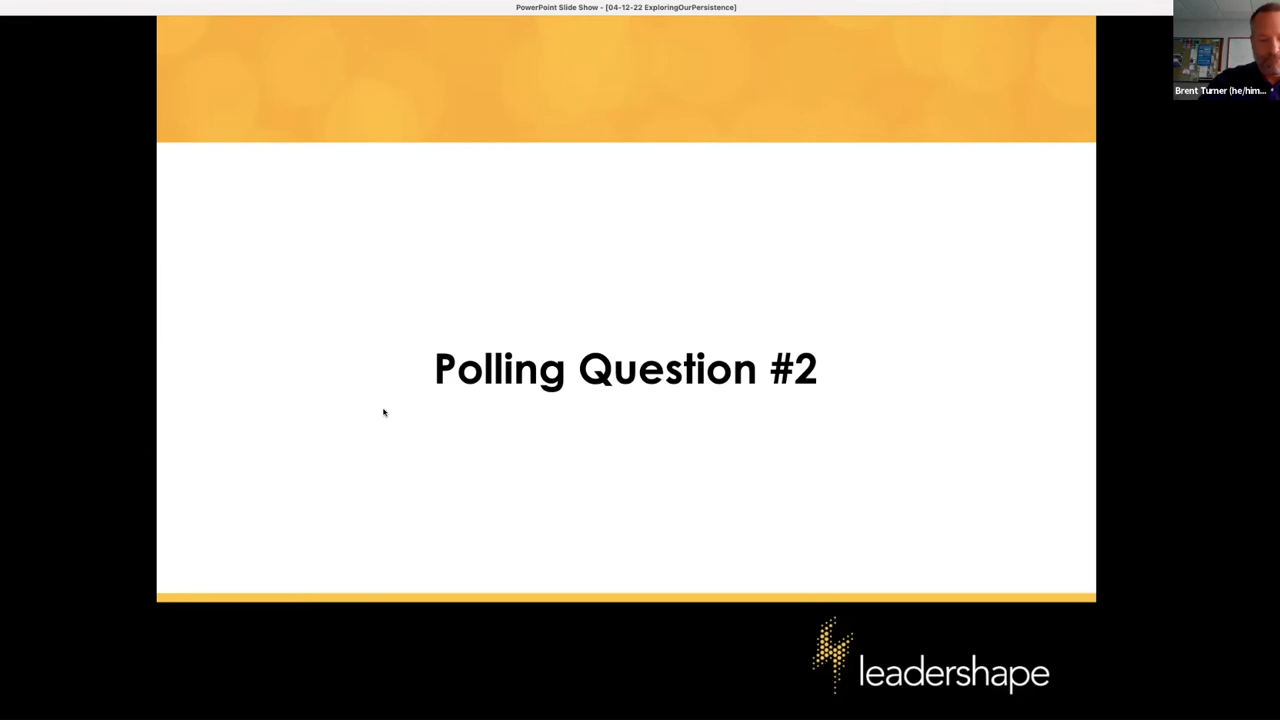 PowerPoint Slide Show - [04-12-22 ExploringOurPersistence]
Brent Turner (he/him...
Polling Question #2
leadershape